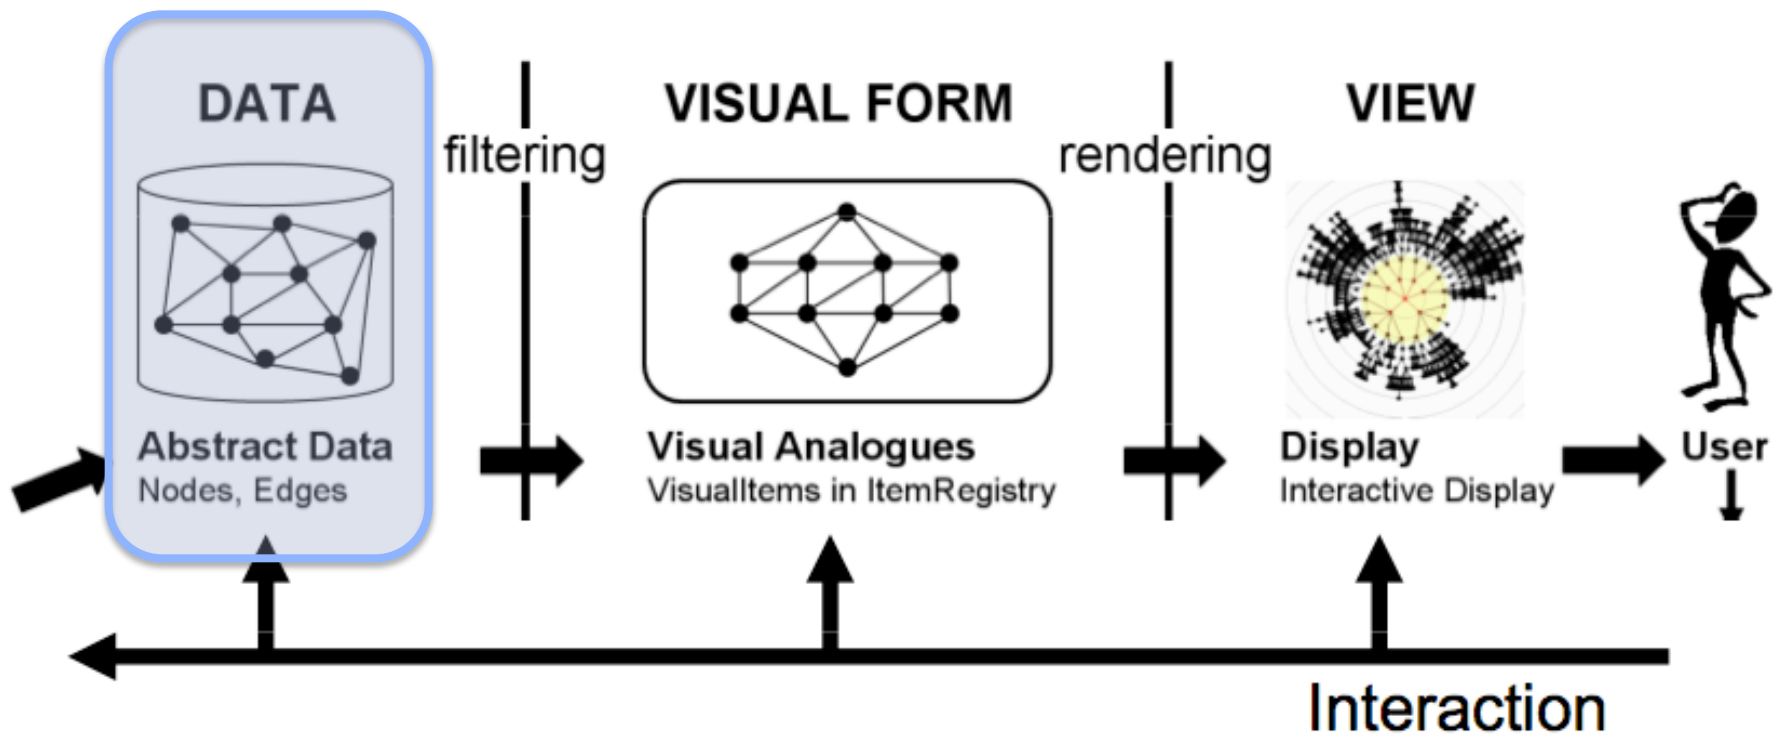 DATA
filtering
VISUAL FORM
rendering
VIEW
Abstract Data
Nodes, Edges
Visual Analogues
VisualItems in ItemRegistry
Display
Interactive Display
User
Interaction